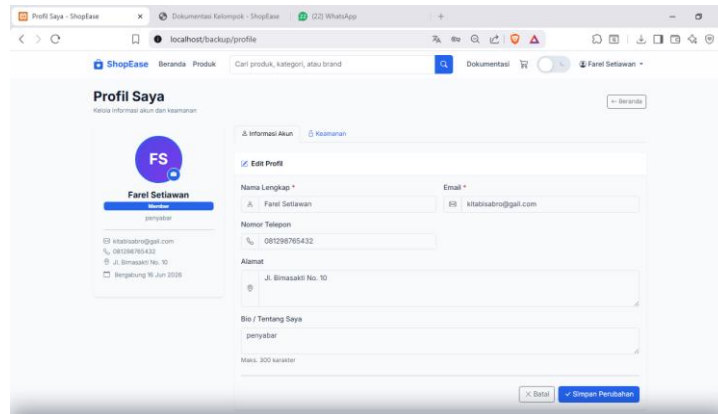 Profil Saya - ShopEase
Dokumentasi Kelompok - ShopEase
(22) WhatsApp
localhost/backup/profile
ShopEase Beranda Produk
Cari produk, kategori, atau brand
Dokumentasi
Farel Setiawan
Profil Saya
Kelola informasi akun dan keamanan
← Beranda
FS
Farel Setiawan
Member
penyabar
kitabisabro@gail.com
081298765432
Jl. Bimasakti No. 10
Bergabung 16 Jun 2026
Informasi Akun
Keamanan
Edit Profil
Nama Lengkap *
Farel Setiawan
Email *
kitabisabro@gail.com
Nomor Telepon
081298765432
Alamat
Jl. Bimasakti No. 10
Bio / Tentang Saya
penyabar
Maks. 300 karakter
Batal
Simpan Perubahan